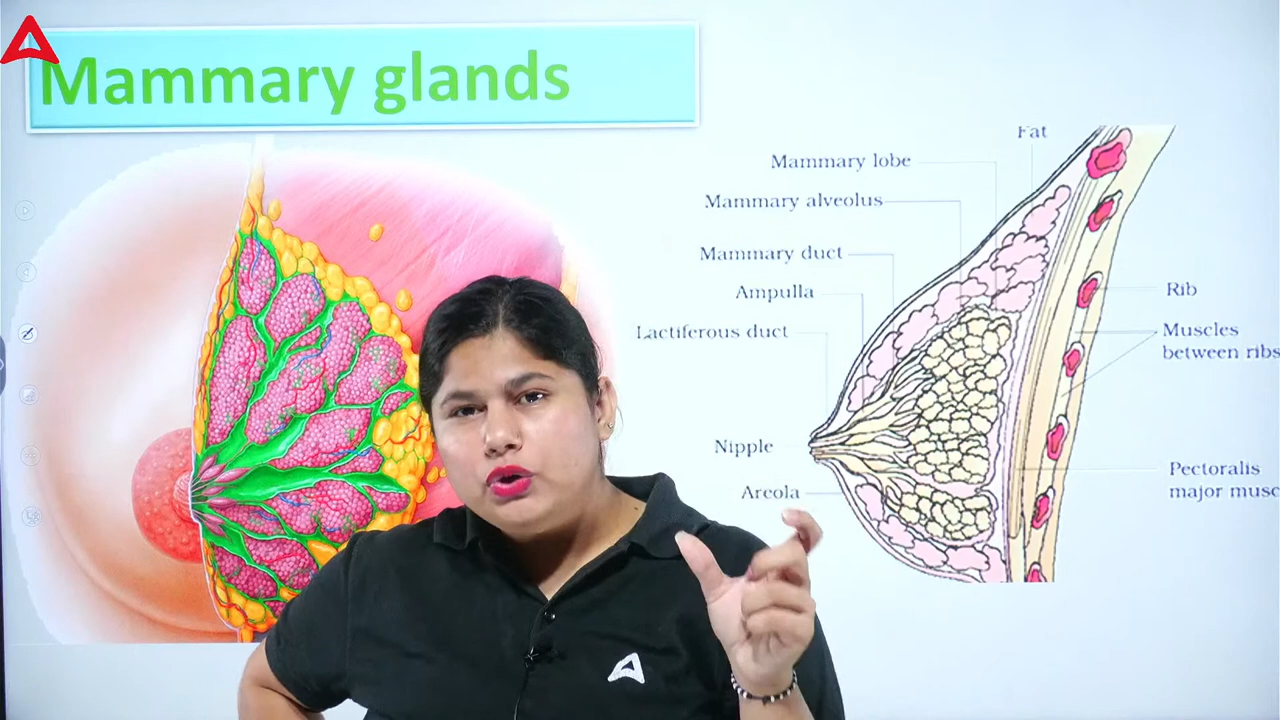 Mammary glands
Fat
Mammary lobe
Mammary alveolus
Mammary duct
Ampulla
Lactiferous duct
Nipple
Areola
Rib
Muscles
between ribs
Pectoralis
major musc